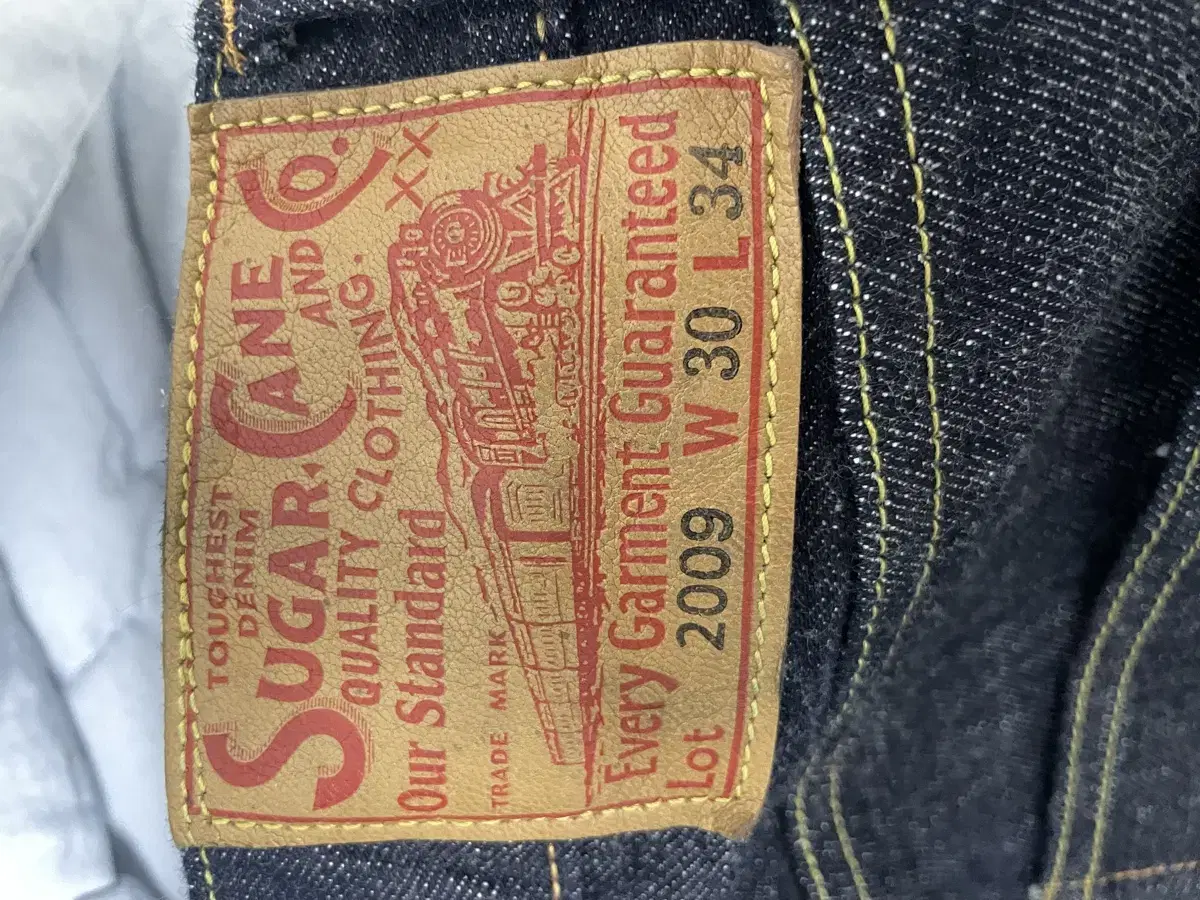 TOUGHEST
DENIM
SUGAR CANE AND CO.
QUALITY CLOTHING.
Our Standard
XX
TRADE MARK
Every Garment Guaranteed
Lot 2009 W 30 L 34